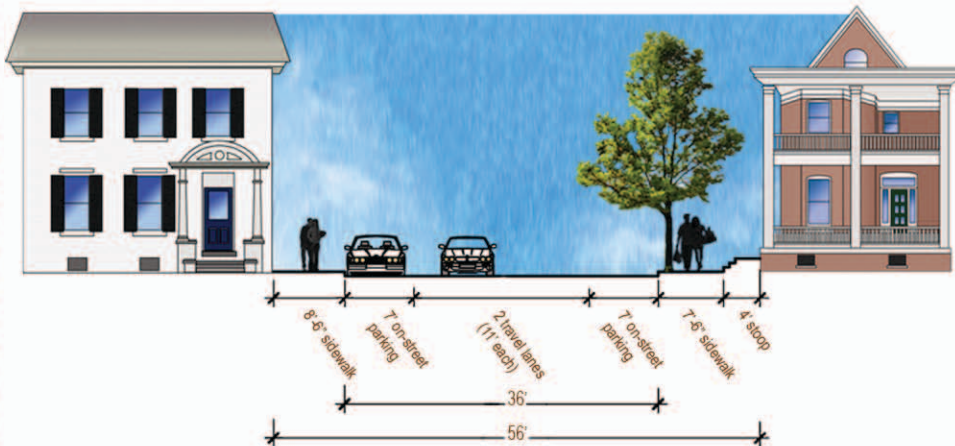 8'-6" sidewalk
7' on-street
parking
2 travel lanes
(11' each)
7' on-street
parking
7'-6" sidewalk
4' stoop
36'
56'